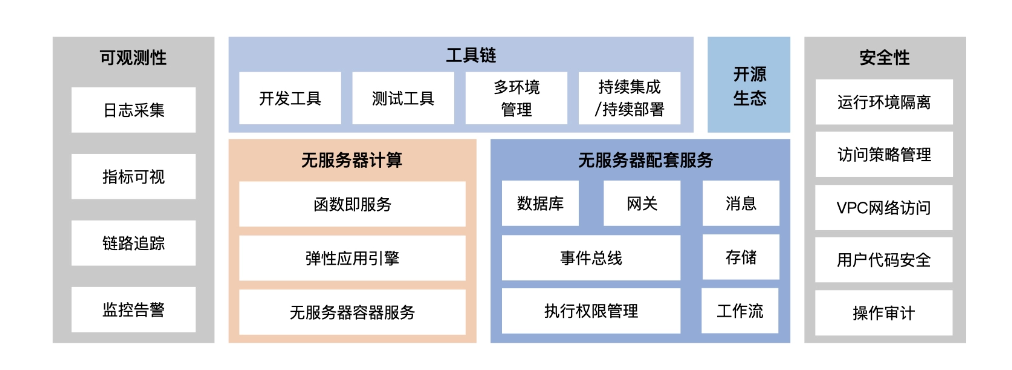 可观测性
日志采集
指标可视
链路追踪
监控告警
工具链
开发工具
测试工具
多环境
管理
持续集成
/持续部署
开源
生态
无服务器计算
函数即服务
弹性应用引擎
无服务器容器服务
无服务器配套服务
数据库
网关
消息
事件总线
存储
执行权限管理
工作流
安全性
运行环境隔离
访问策略管理
VPC网络访问
用户代码安全
操作审计